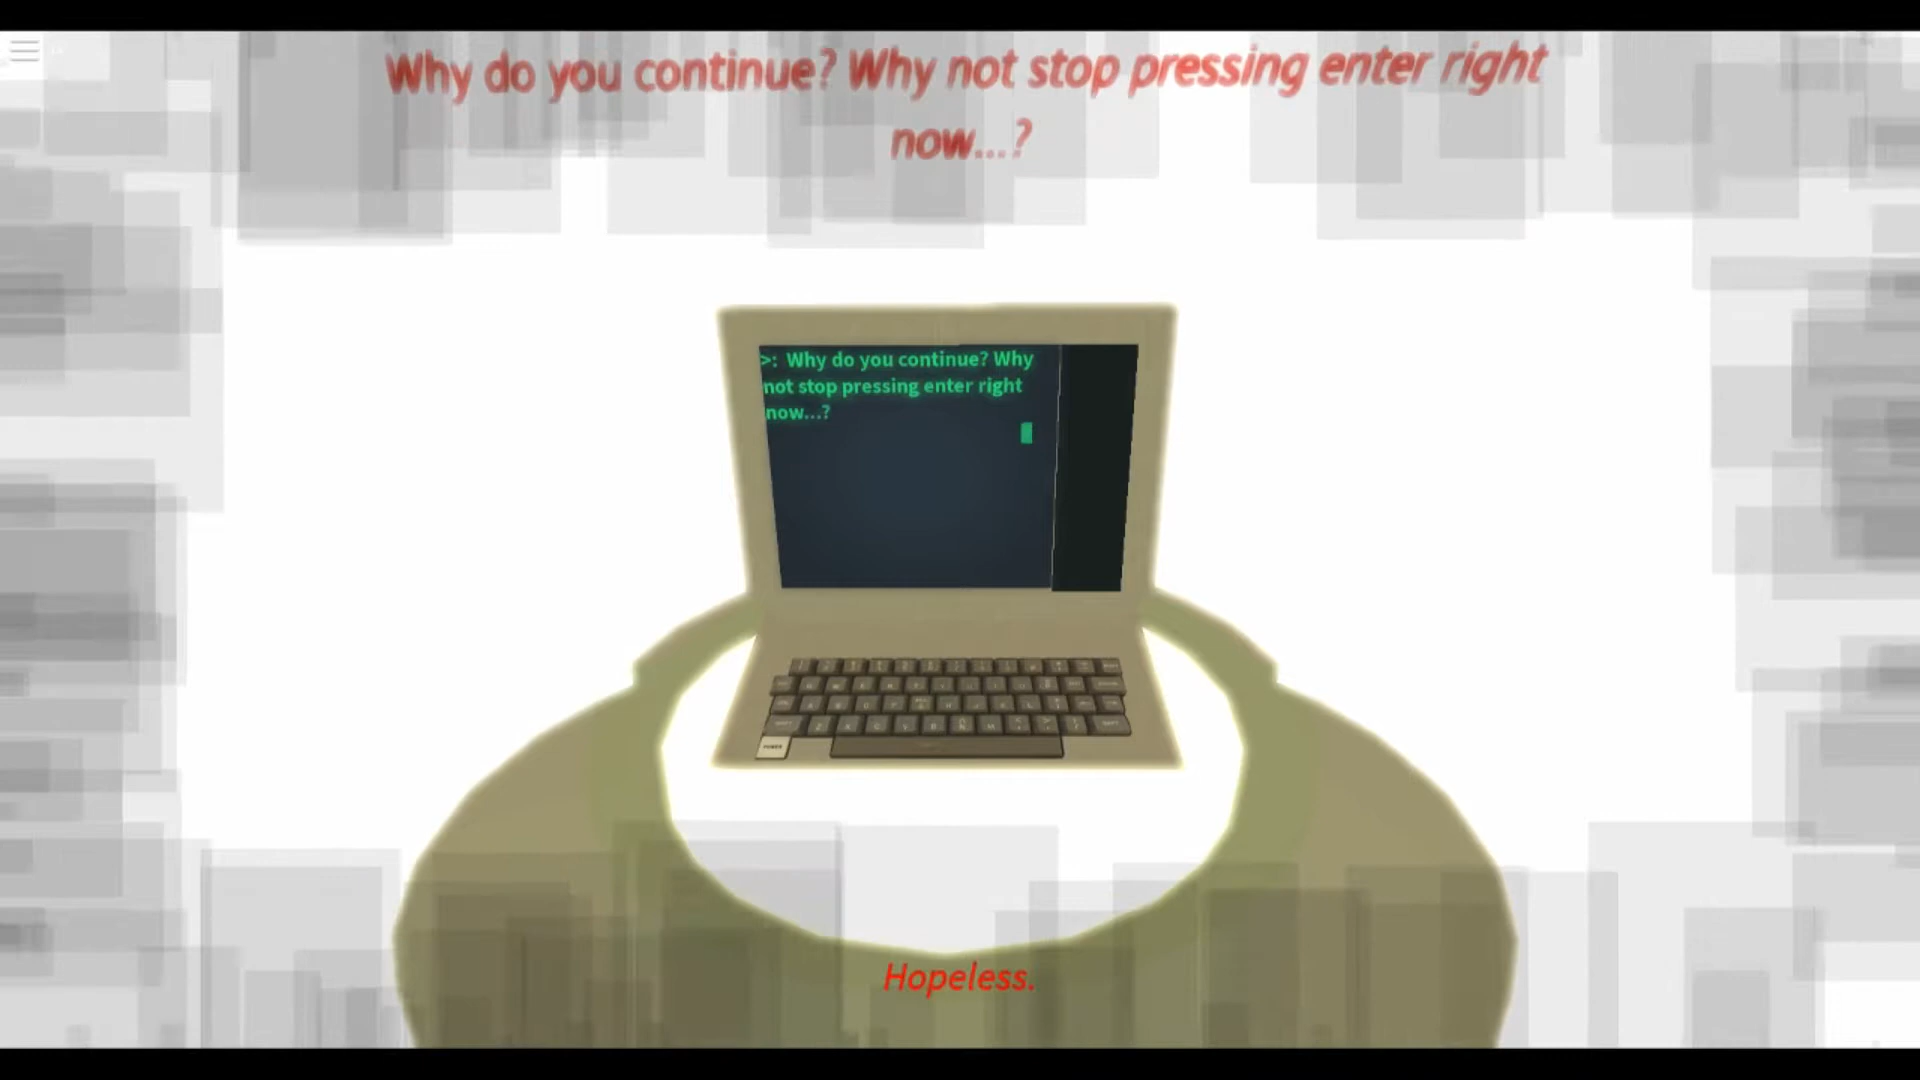 Why do you continue? Why not stop pressing enter right
now...?
>: Why do you continue? Why
not stop pressing enter right
now...?
POWER
Hopeless.